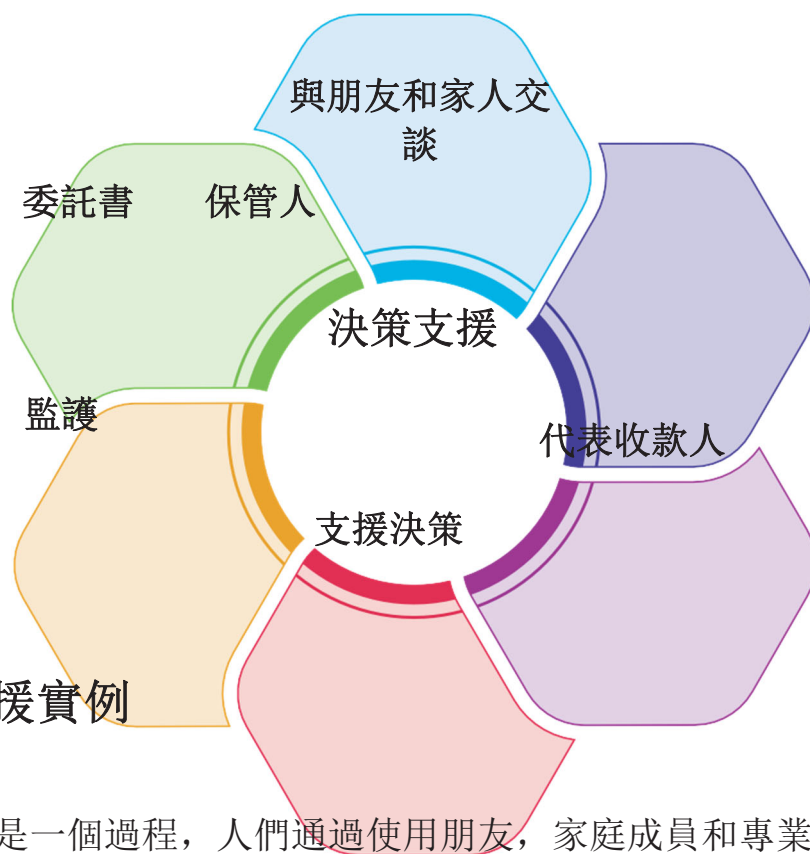 與朋友和家人交
談
委託書 保管人
決策支援
監護
代表收款人
支援決策
援實例
是一個過程，人們通過使用朋友，家庭成員和專業